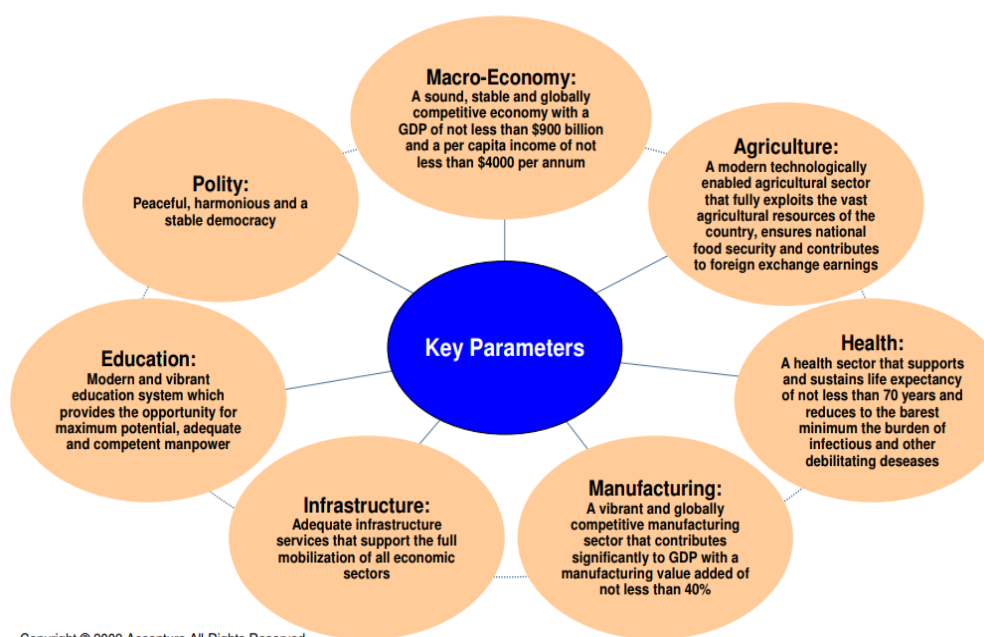 Macro-Economy:
A sound, stable and globally
competitive economy with a
GDP of not less than $900 billion
and a per capita income of not
less than $4000 per annum
Agriculture:
A modern technologically
enabled agricultural sector
that fully exploits the vast
agricultural resources of the
country, ensures national
food security and contributes
to foreign exchange earnings
Polity:
Peaceful, harmonious and a
stable democracy
Key Parameters
Health:
A health sector that supports
and sustains life expectancy
of not less than 70 years and
reduces to the barest
minimum the burden of
infectious and other
debilitating deseases
Education:
Modern and vibrant
education system which
provides the opportunity for
maximum potential, adequate
and competent manpower
Infrastructure:
Adequate infrastructure
services that support the full
mobilization of all economic
sectors
Manufacturing:
A vibrant and globally
competitive manufacturing
sector that contributes
significantly to GDP with a
manufacturing value added of
not less than 40%
Copyright © Accenture All Rights Reserved